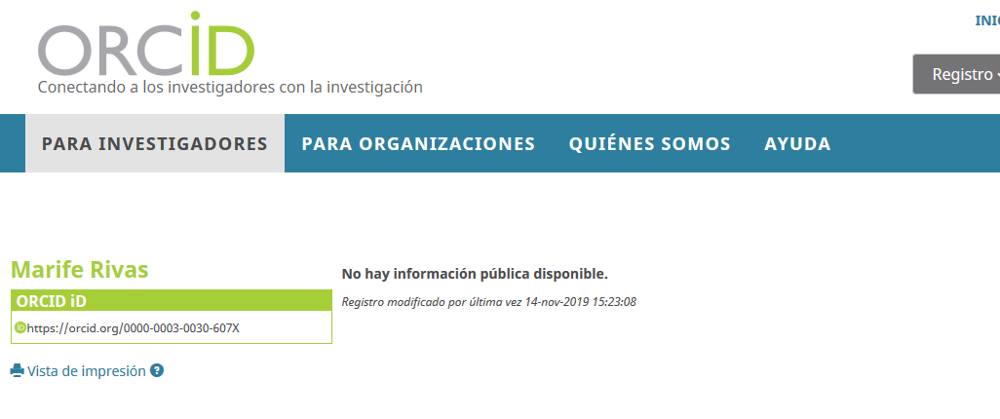 ORCID
Conectando a los investigadores con la investigación
Registro
PARA INVESTIGADORES PARA ORGANIZACIONES QUIÉNES SOMOS AYUDA
Marife Rivas
ORCID iD
iD https://orcid.org/0000-0003-0030-607X
Vista de impresión ?
No hay información pública disponible.
Registro modificado por última vez 14-nov-2019 15:23:08